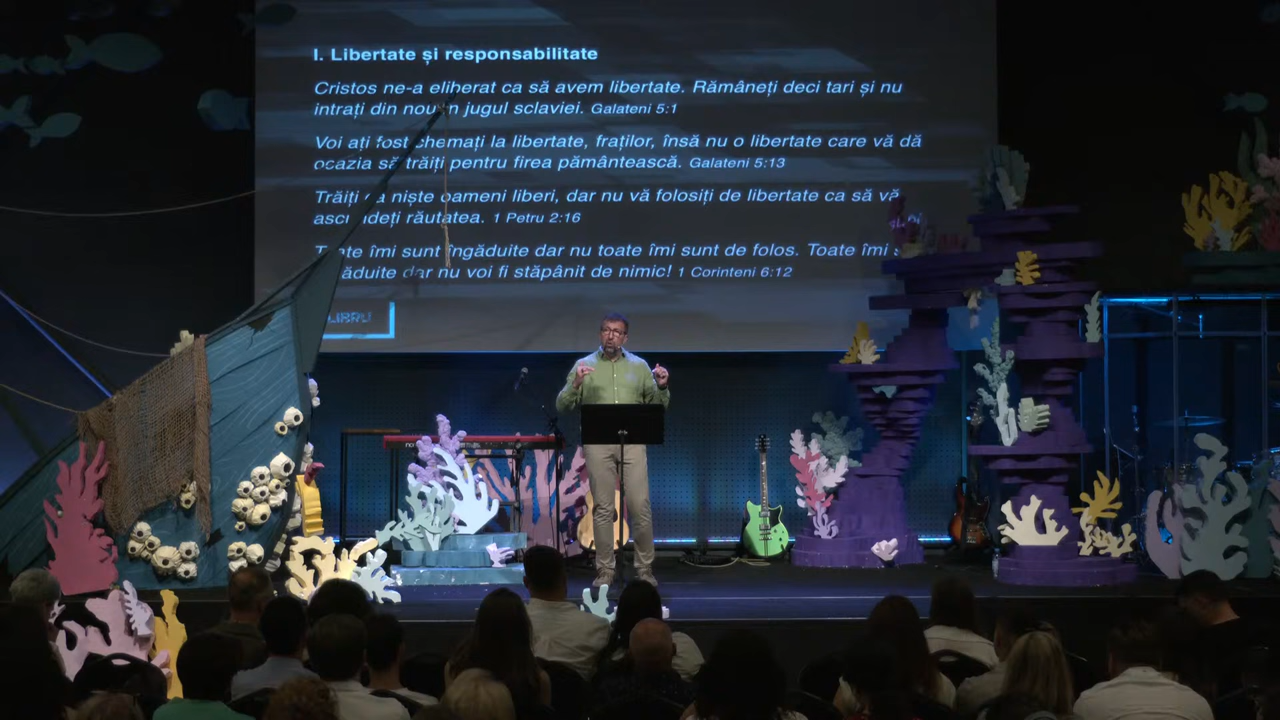 I. Libertate și responsabilitate
Cristos ne-a eliberat ca să avem libertate. Rămâneți deci tari și nu
intrați din nou în jugul sclaviei. Galateni 5:1
Voi ați fost chemați la libertate, fraților, însă nu o libertate care vă dă
ocazia să trăiți pentru firea pământească. Galateni 5:13
Trăiți ca niște oameni liberi, dar nu vă folosiți de libertate ca să vă
ascundeți răutatea. 1 Petru 2:16
Toate îmi sunt îngăduite dar nu toate îmi sunt de folos. Toate îmi
dar nu voi fi stăpânit de nimic! 1 Corinteni 6:12